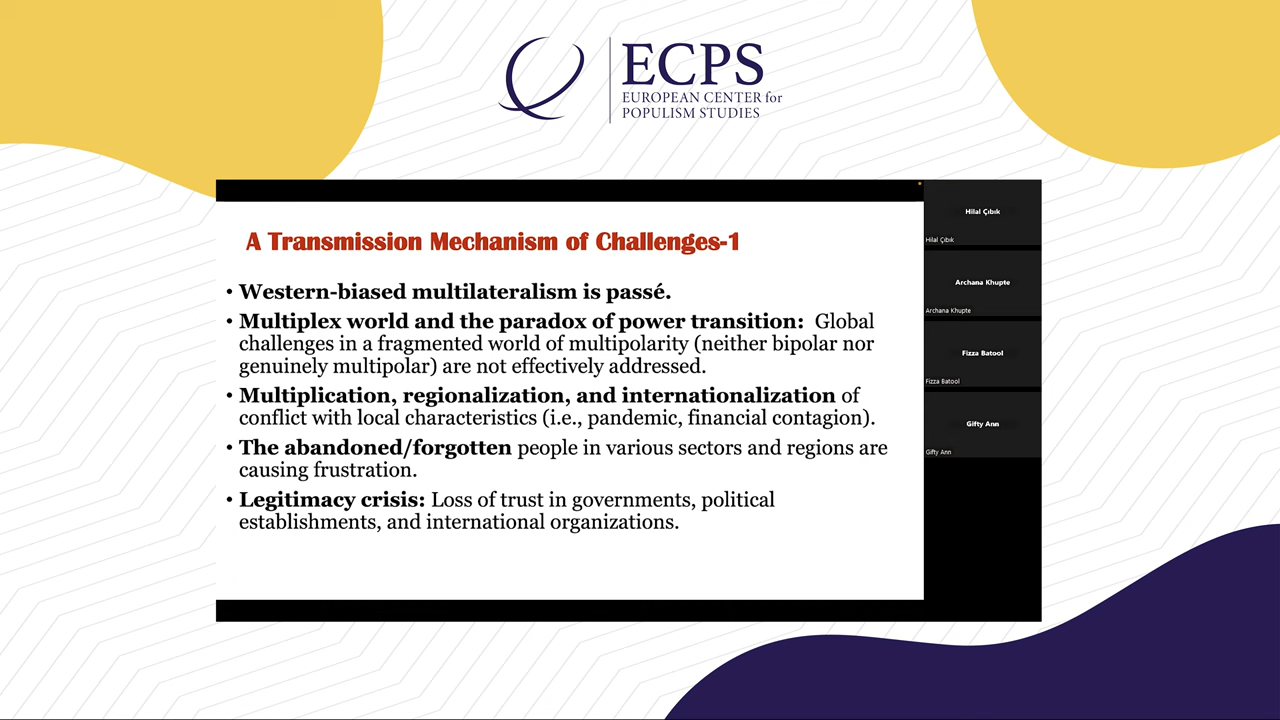 ECPS
EUROPEAN CENTER for
POPULISM STUDIES
A Transmission Mechanism of Challenges-1
• Western-biased multilateralism is passé.
• Multiplex world and the paradox of power transition: Global
challenges in a fragmented world of multipolarity (neither bipolar nor
genuinely multipolar) are not effectively addressed.
• Multiplication, regionalization, and internationalization of
conflict with local characteristics (i.e., pandemic, financial contagion).
• The abandoned/forgotten people in various sectors and regions are
causing frustration.
• Legitimacy crisis: Loss of trust in governments, political
establishments, and international organizations.
Hilal Çıbık
Hilal Çıbık
Archana Khupte
Archana Khupte
Fizza Batool
Fizza Batool
Gifty Ann
Gifty Ann